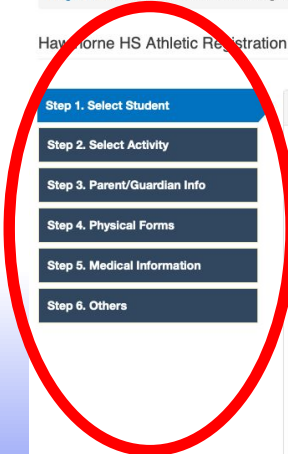 Hawthorne HS Athletic Registration
Step 1. Select Student
Step 2. Select Activity
Step 3. Parent/Guardian Info
Step 4. Physical Forms
Step 5. Medical Information
Step 6. Others